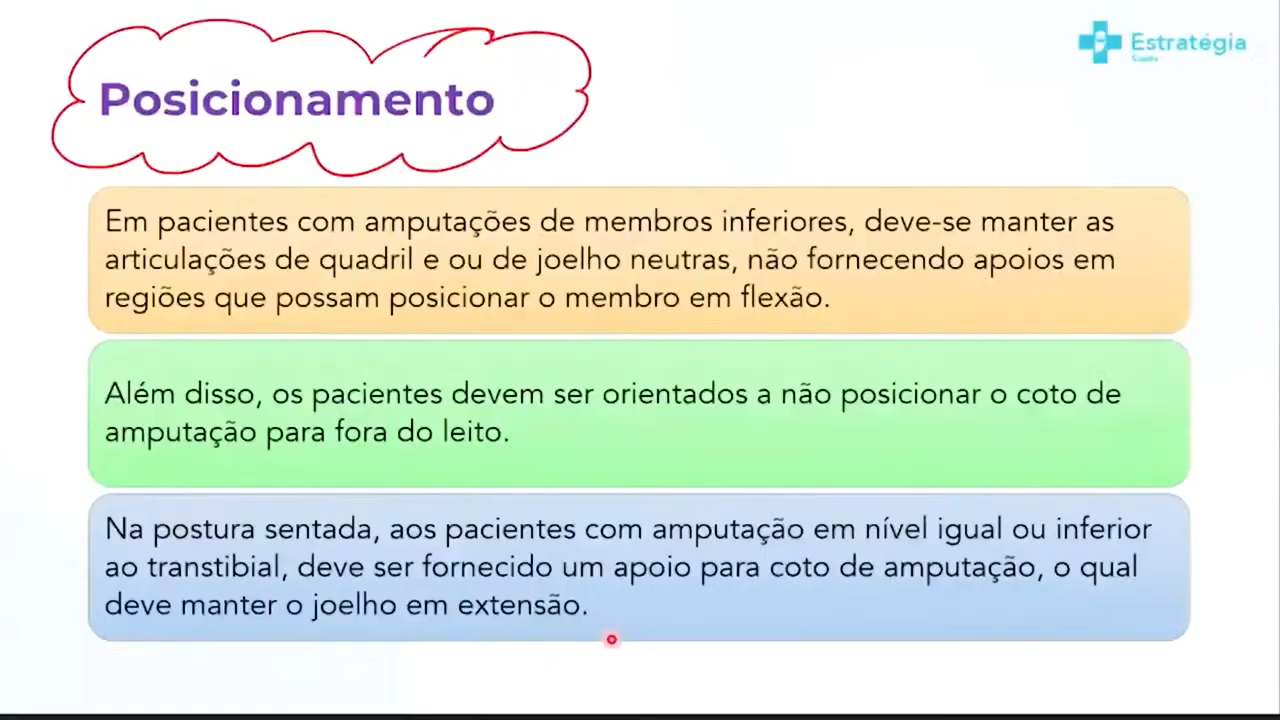 Estratégia
Posicionamento
Em pacientes com amputações de membros inferiores, deve-se manter as
articulações de quadril e ou de joelho neutras, não fornecendo apoios em
regiões que possam posicionar o membro em flexão.
Além disso, os pacientes devem ser orientados a não posicionar o coto de
amputação para fora do leito.
Na postura sentada, aos pacientes com amputação em nível igual ou inferior
ao transtibial, deve ser fornecido um apoio para coto de amputação, o qual
deve manter o joelho em extensão.